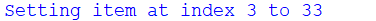 Setting item at index 3 to 33